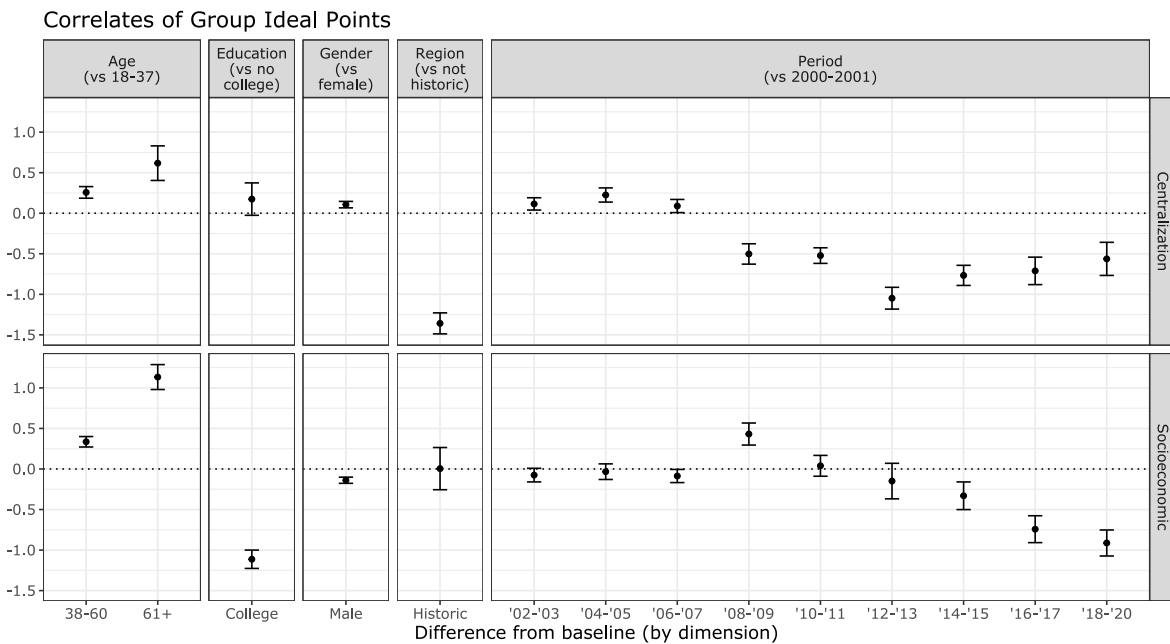 Correlates of Group Ideal Points
Age
(vs 18-37)
Education
(vs no
college)
Gender
(vs
female)
Region
(vs not
historic)
Period
(vs 2000-2001)
1.0
0.5
0.0
-0.5
-1.0
-1.5
Centralization
1.0
0.5
0.0
-0.5
-1.0
-1.5
Socioeconomic
38-60 61+ College Male Historic '02-'03 '04-'05 '06-'07 '08-'09 '10-'11 '12-'13 '14-'15 '16-'17 '18-'20
Difference from baseline (by dimension)